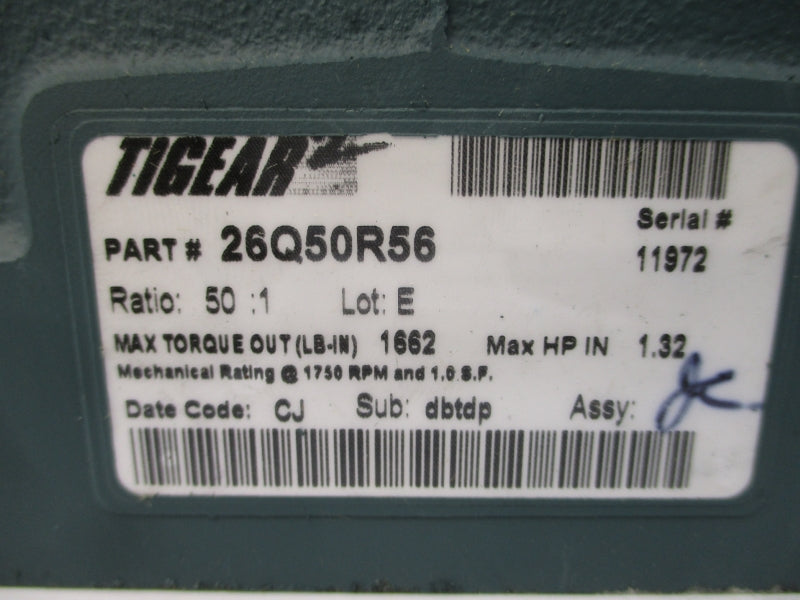 TIGEAR
Serial #
PART # 26Q50R56
11972
Ratio: 50 :1 Lot: E
MAX TORQUE OUT (LB-IN) 1662 Max HP IN 1.32
Mechanical Rating @ 1750 RPM and 1.0 S.F.
Date Code: CJ Sub: dbtdp Assy: